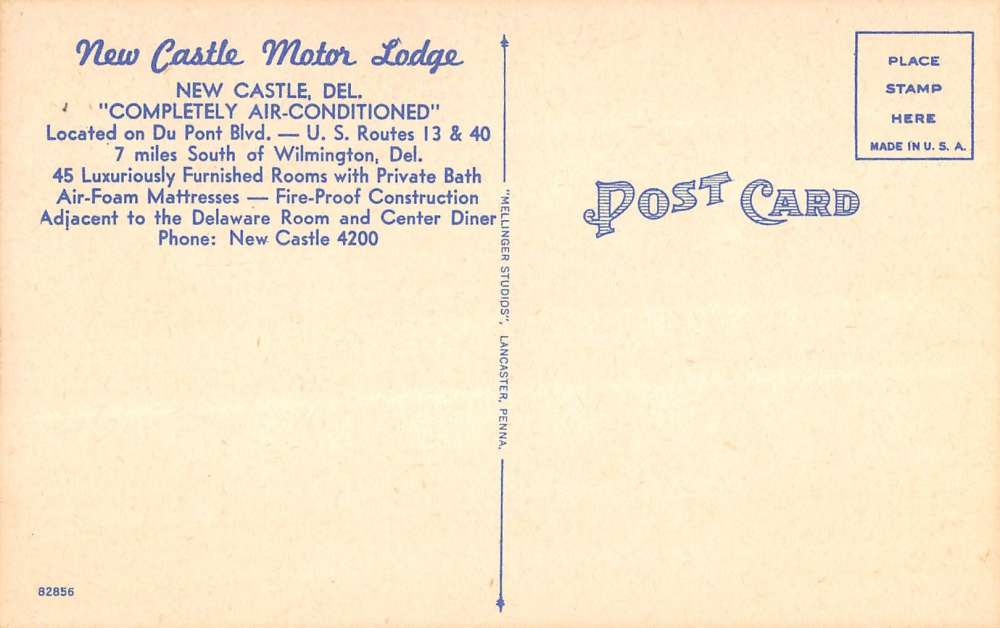 New Castle Motor Lodge
NEW CASTLE, DEL.
"COMPLETELY AIR-CONDITIONED"
Located on Du Pont Blvd. — U. S. Routes 13 & 40
7 miles South of Wilmington, Del.
45 Luxuriously Furnished Rooms with Private Bath
Air-Foam Mattresses — Fire-Proof Construction
Adjacent to the Delaware Room and Center Diner
Phone: New Castle 4200
82856
"MELLINGER STUDIOS", LANCASTER, PENNA.
POST CARD
PLACE
STAMP
HERE
MADE IN U. S. A.